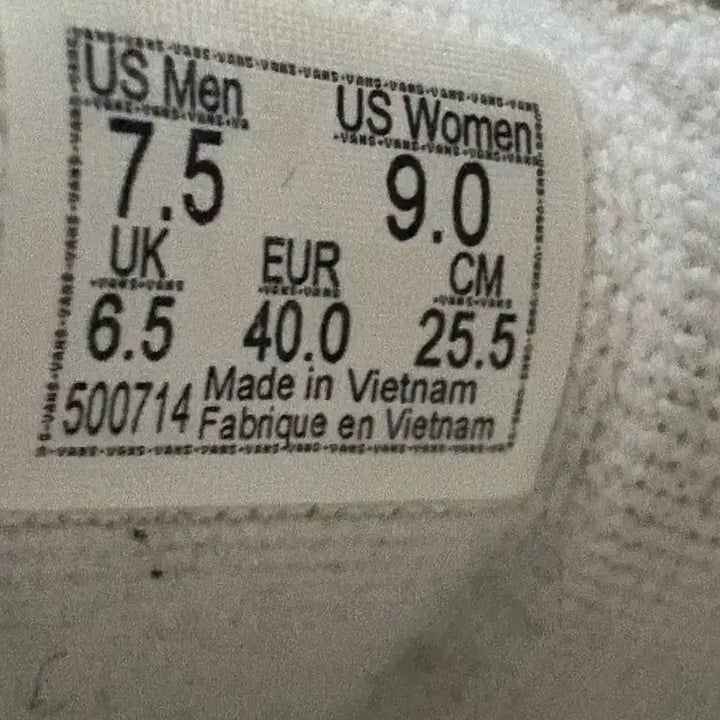 US Men US Women
7.5 9.0
UK EUR CM
6.5 40.0 25.5
500714 Made in Vietnam
Fabrique en Vietnam